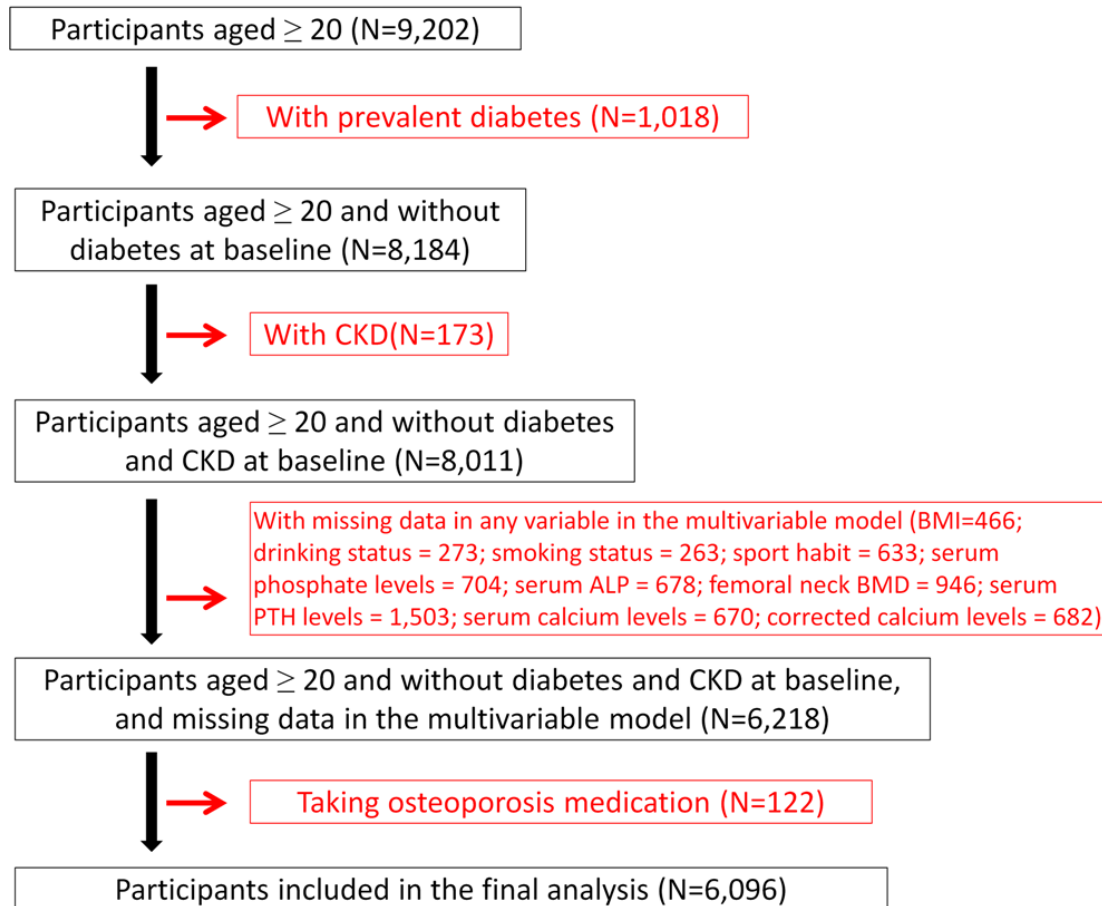 Participants aged ≥ 20 (N=9,202)
With prevalent diabetes (N=1,018)
Participants aged ≥ 20 and without
diabetes at baseline (N=8,184)
With CKD(N=173)
Participants aged ≥ 20 and without diabetes
and CKD at baseline (N=8,011)
With missing data in any variable in the multivariable model (BMI=466;
drinking status = 273; smoking status = 263; sport habit = 633; serum
phosphate levels = 704; serum ALP = 678; femoral neck BMD = 946; serum
PTH levels = 1,503; serum calcium levels = 670; corrected calcium levels = 682)
Participants aged ≥ 20 and without diabetes and CKD at baseline,
and missing data in the multivariable model (N=6,218)
Taking osteoporosis medication (N=122)
Participants included in the final analysis (N=6,096)